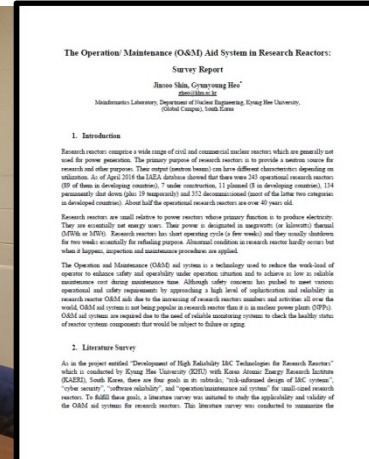 The Operation/ Maintenance (O&M) Aid System in Research Reactors:
Survey Report
Jinsoo Shin, Gyunyoung Heo*
gheo@khu.ac.kr
Mainformatics Laboratory, Department of Nuclear Engineering, Kyung Hee University,
(Global Campus), South Korea
1. Introduction
Research reactors comprise a wide range of civil and commercial nuclear reactors which are generally not
used for power generation. The primary purpose of research reactors is to provide a neutron source for
research and other purposes. Their output (neutron beams) can have different characteristics depending on
utilization. As of April 2016 the IAEA database showed that there were 243 operational research reactors
(89 of them in developing countries), 7 under construction, 11 planned (8 in developing countries), 154
permanently shut down (plus 19 temporarily) and 352 decommissioned (most of the latter two categories
in developed countries). About half the operational research reactors are over 40 years old.
Research reactors are small relative to power reactors whose primary function is to produce electricity.
They are essentially net energy users. Their power is designated in megawatts (or kilowatts) thermal
(MWth or MWt). Research reactors has short operating cycle (a few weeks) and they usually shutdown
for two weeks essentially for refueling purpose. Abnormal condition in research reactor hardly occurs but
when it happens, inspection and maintenance procedures are applied.
The Operation and Maintenance (O&M) aid system is a technology used to reduce the work-load of
operator to enhance safety and operability under operation situation and to achieve as low as reliable
maintenance cost during maintenance time. Although safety concerns has pushed to meet various
operational and safety requirements by approaching a high level of sophistication and reliability in
research reactor O&M aids due to the increasing of research reactors numbers and activities all over the
world, O&M aid system is not being popular in research reactor than it is in nuclear power plants (NPPs).
O&M aid systems are required due to the need of reliable monitoring systems to check the healthy status
of reactor systems components that would be subject to failure or aging.
2. Literature Survey
As in the project entitled "Development of High Reliability I&C Technologies for Research Reactors"
which is conducted by Kyung Hee University (KHU) with Korea Atomic Energy Research Institute
(KAERI), South Korea, there are four goals in its subtasks; "risk-informed design of I&C systems",
"cyber security", "software reliability", and "operation/maintenance aid system" for small-sized research
reactors. To fulfill these goals, a literature survey was initiated to study the applicability and validity of
the O&M aid systems for research reactors. This literature survey was conducted to summarize the